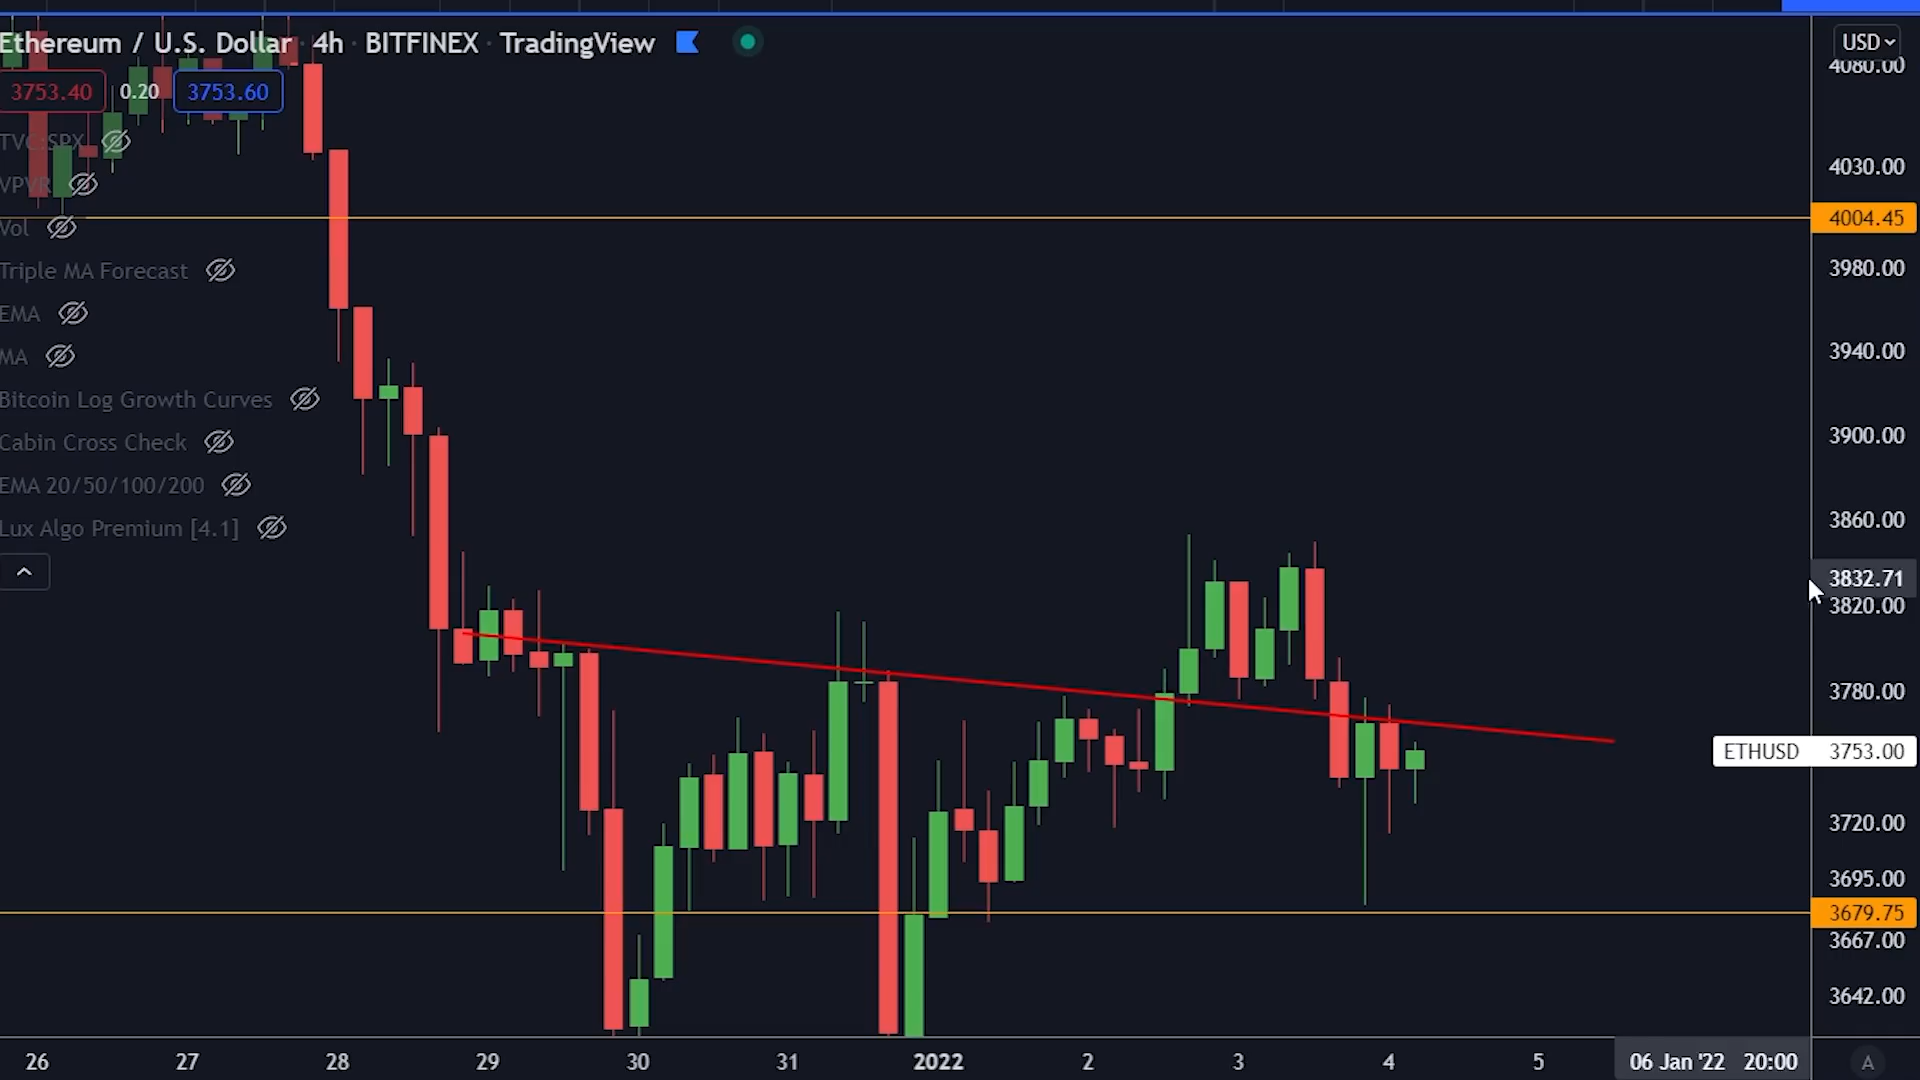 Ethereum / U.S. Dollar · 4h · BITFINEX · TradingView
3753.40 0.20 3753.60
TVC:SPX
VPVR
Vol
Triple MA Forecast
EMA
MA
Bitcoin Log Growth Curves
Cabin Cross Check
EMA 20/50/100/200
Lux Algo Premium [4.1]
USD
4080.00
4030.00
4004.45
3980.00
3940.00
3900.00
3860.00
3832.71
3820.00
3780.00
ETHUSD 3753.00
3720.00
3695.00
3679.75
3667.00
3642.00
26 27 28 29 30 31 2022 2 3 4 5 06 Jan '22 20:00 A